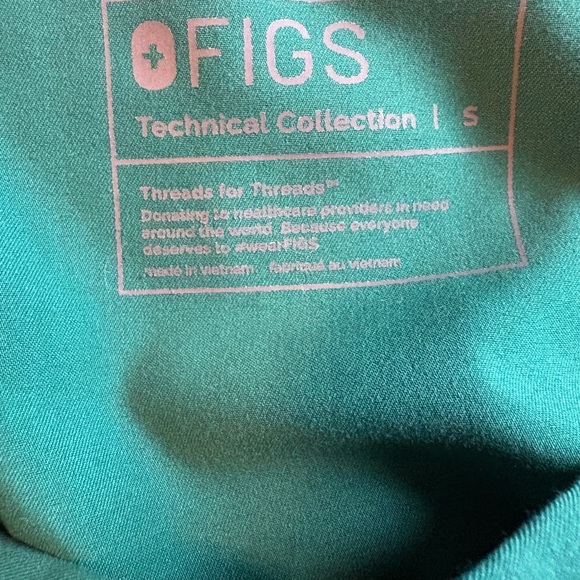 FIGS
Technical Collection | S
Threads for Threads™
Donating to healthcare providers in need
around the world. Because everyone
deserves to #wearFIGS
made in vietnam fabriqué au vietnam